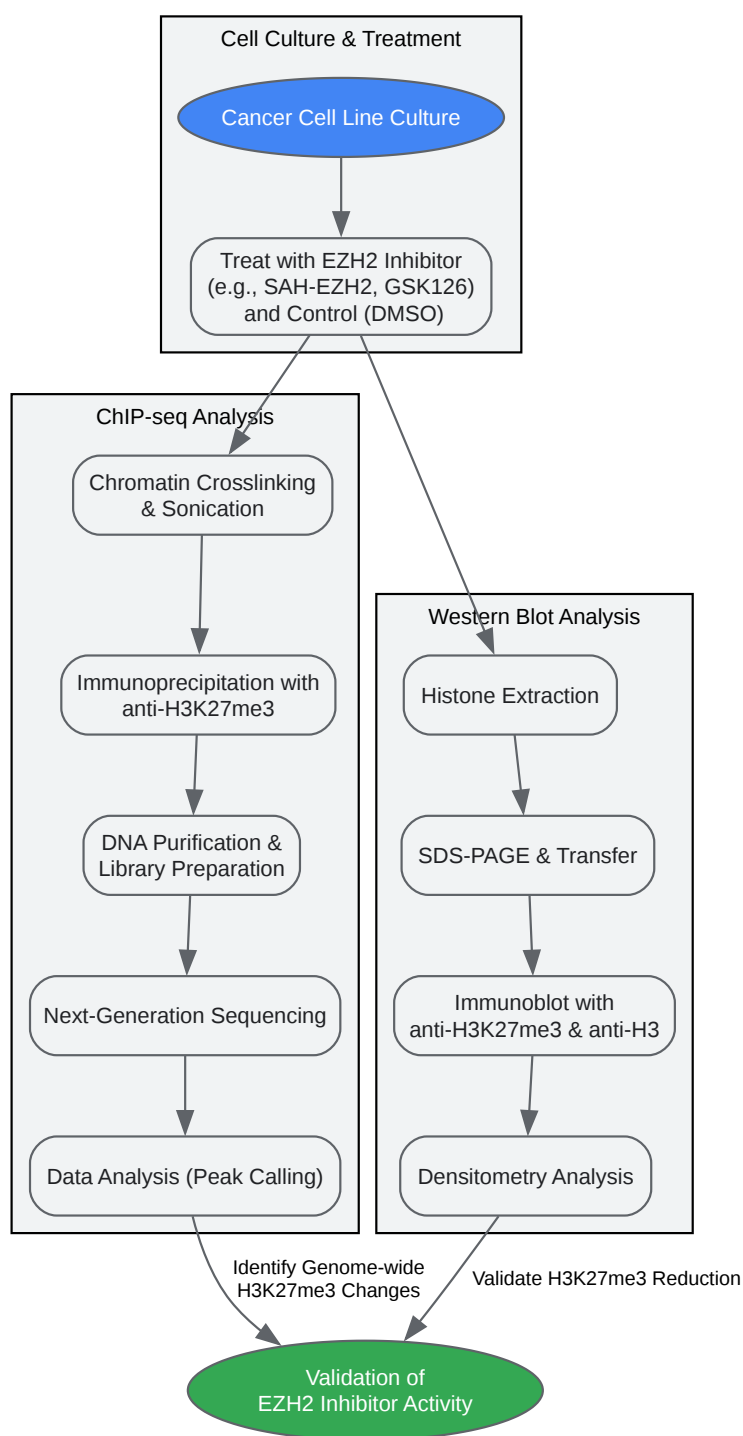 Cell Culture & Treatment
Cancer Cell Line Culture
Treat with EZH2 Inhibitor
(e.g., SAH-EZH2, GSK126)
and Control (DMSO)
ChIP-seq Analysis
Chromatin Crosslinking
& Sonication
Immunoprecipitation with
anti-H3K27me3
DNA Purification &
Library Preparation
Next-Generation Sequencing
Data Analysis (Peak Calling)
Western Blot Analysis
Histone Extraction
SDS-PAGE & Transfer
Immunoblot with
anti-H3K27me3 & anti-H3
Densitometry Analysis
Identify Genome-wide
H3K27me3 Changes
Validate H3K27me3 Reduction
Validation of
EZH2 Inhibitor Activity